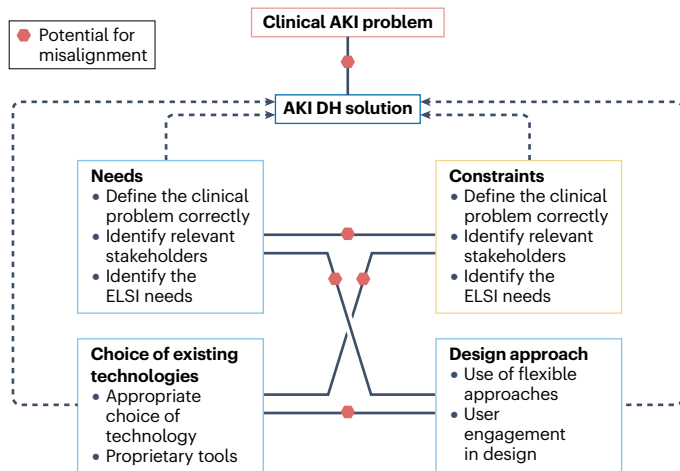 Clinical AKI problem
Potential for
misalignment
AKI DH solution
Needs
• Define the clinical
problem correctly
• Identify relevant
stakeholders
• Identify the
ELSI needs
Constraints
• Define the clinical
problem correctly
• Identify relevant
stakeholders
• Identify the
ELSI needs
Choice of existing
technologies
• Appropriate
choice of
technology
• Proprietary tools
Design approach
• Use of flexible
approaches
• User
engagement
in design